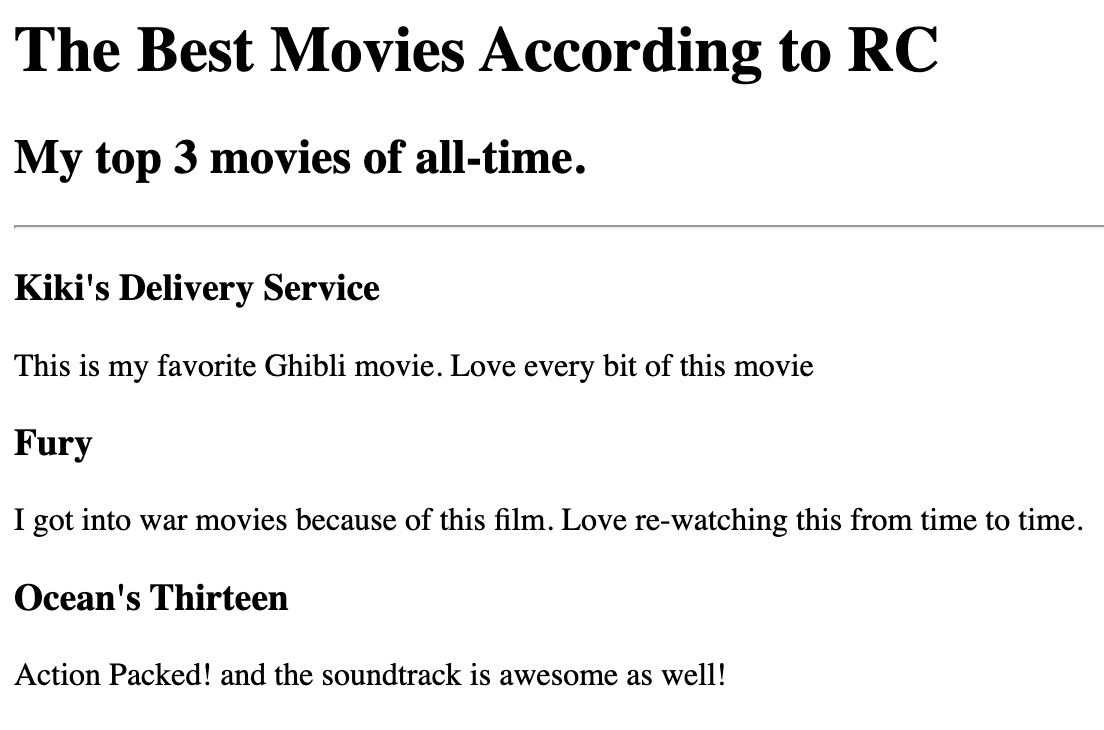 The Best Movies According to RC
My top 3 movies of all-time.
Kiki's Delivery Service
This is my favorite Ghibli movie. Love every bit of this movie
Fury
I got into war movies because of this film. Love re-watching this from time to time.
Ocean's Thirteen
Action Packed! and the soundtrack is awesome as well!